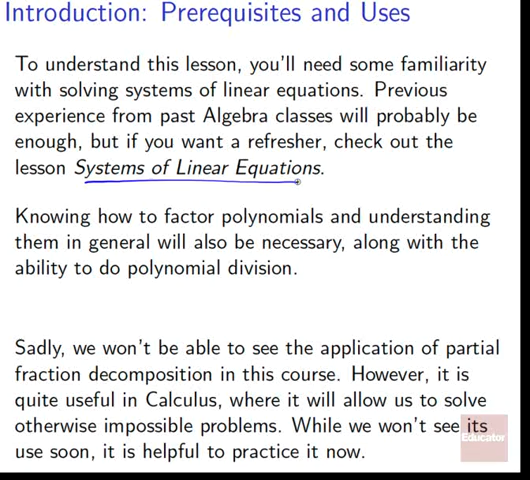 Introduction: Prerequisites and Uses
To understand this lesson, you'll need some familiarity
with solving systems of linear equations. Previous
experience from past Algebra classes will probably be
enough, but if you want a refresher, check out the
lesson Systems of Linear Equations.
Knowing how to factor polynomials and understanding
them in general will also be necessary, along with the
ability to do polynomial division.
Sadly, we won't be able to see the application of partial
fraction decomposition in this course. However, it is
quite useful in Calculus, where it will allow us to solve
otherwise impossible problems. While we won't see its
Educator
use soon, it is helpful to practice it now.